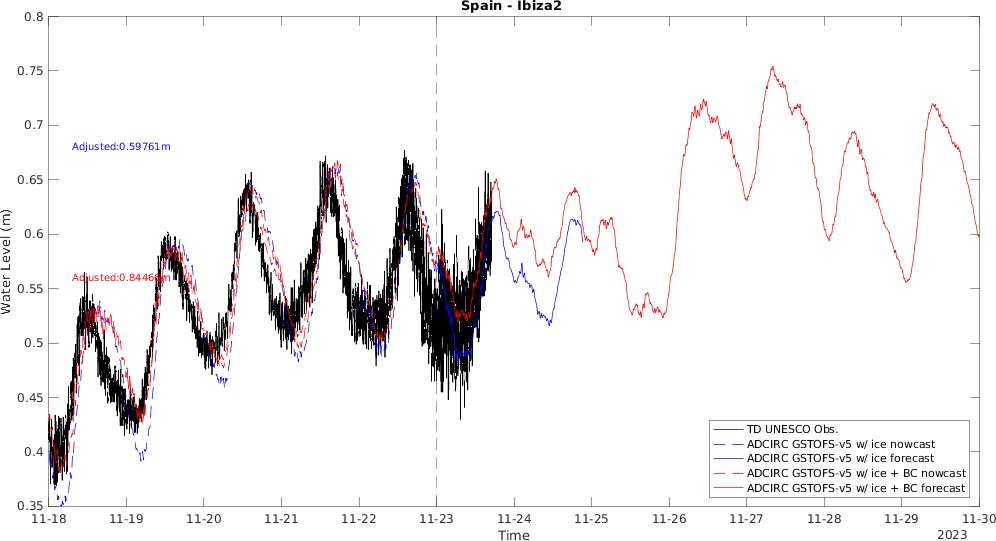 Spain - Ibiza2
0.8
0.75
0.7
0.65
0.6
0.55
0.5
0.45
0.4
0.35
Water Level (m)
Adjusted:0.59761m
11-18
11-19
11-20
11-21
11-22
11-23
11-24
11-25
11-26
11-27
11-28
11-29
11-30
Time
2023
TD UNESCO Obs.
ADCIRC GSTOFS-v5 w/ ice nowcast
ADCIRC GSTOFS-v5 w/ ice forecast
ADCIRC GSTOFS-v5 w/ ice + BC nowcast
ADCIRC GSTOFS-v5 w/ ice + BC forecast